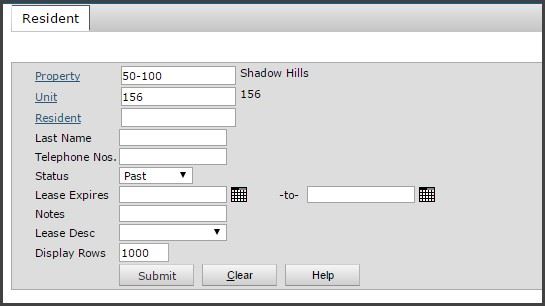 Resident
Property 50-100 Shadow Hills
Unit 156 156
Resident
Last Name
Telephone Nos.
Status Past
Lease Expires -to-
Notes
Lease Desc
Display Rows 1000
Submit Clear Help